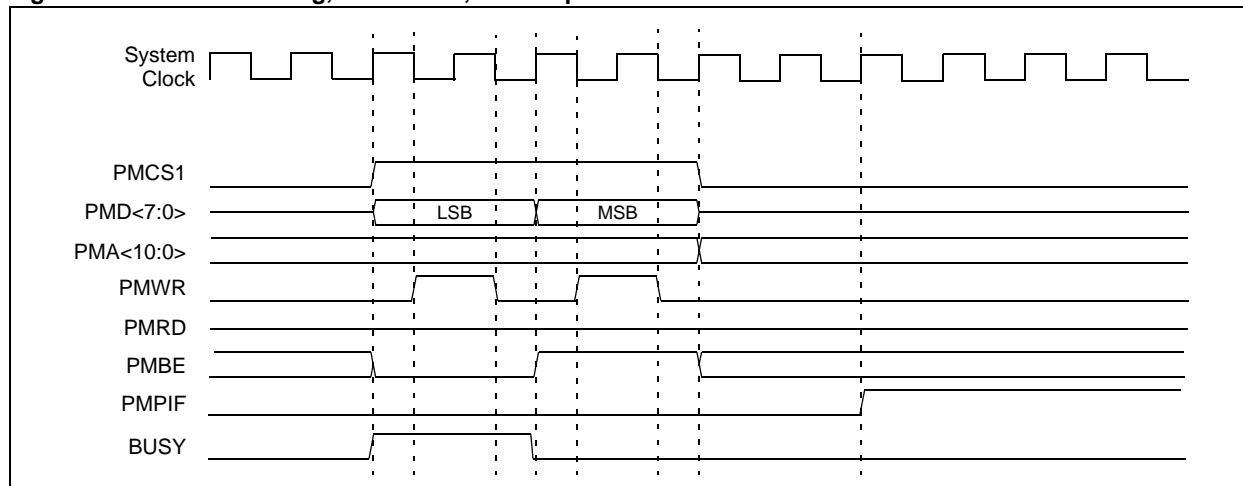 System
Clock
PMCS1
PMD<7:0>
LSB
MSB
PMA<10:0>
PMWR
PMRD
PMBE
PMPIF
BUSY